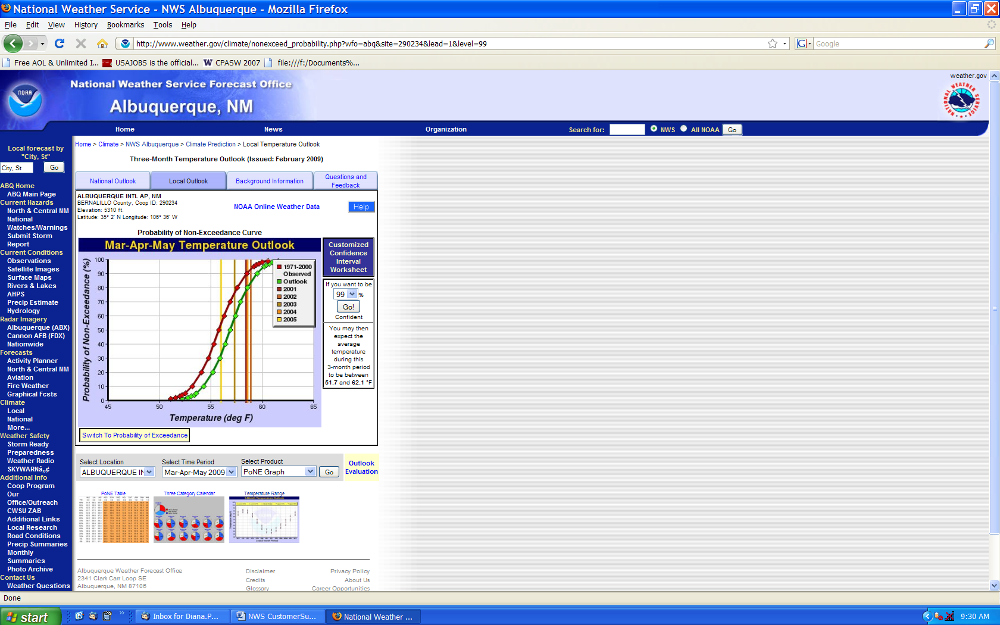 National Weather Service - NWS Albuquerque - Mozilla Firefox
File Edit View History Bookmarks Tools Help
http://www.weather.gov/climate/nonexceed_probability.php?wfo=abq&site=290234&lead=1&level=99
Google
Free AOL & Unlimited I... USAJOBS is the official... CPASW 2007 file:///f:/Documents%...
weather.gov
National Weather Service Forecast Office
NOAA
NATIONAL WEATHER SERVICE
Albuquerque, NM
Home News Organization Search for: NWS All NOAA Go
Local forecast by
"City, St"
City, St Go
ABQ Home
ABQ Main Page
Current Hazards
North & Central NM
National
Watches/Warnings
Submit Storm
Report
Current Conditions
Observations
Satellite Images
Surface Maps
Rivers & Lakes
AHPS
Precip Estimate
Hydrology
Radar Imagery
Albuquerque (ABX)
Cannon AFB (FDX)
Nationwide
Forecasts
Activity Planner
North & Central NM
Aviation
Fire Weather
Graphical Fcsts
Climate
Local
National
More...
Weather Safety
Storm Ready
Preparedness
Weather Radio
SKYWARNâ„¢
Additional Info
Coop Program
Our
Office/Outreach
CWSU ZAB
Additional Links
Local Research
Road Conditions
Precip Summaries
Monthly
Summaries
Photo Archive
Contact Us
Weather Questions
Home > Climate > NWS Albuquerque > Climate Prediction > Local Temperature Outlook
Three-Month Temperature Outlook (Issued: February 2009)
National Outlook Local Outlook Background Information Questions and
Feedback
ALBUQUERQUE INTL AP, NM
BERNALILLO County, Coop ID: 290234
Elevation: 5310 ft.
Latitude: 35° 2' N Longitude: 106° 36' W
NOAA Online Weather Data
Help
Probability of Non-Exceedance Curve
Mar-Apr-May Temperature Outlook
Probability of Non-Exceedance (%)
100
90
80
70
60
50
40
30
20
10
0
45 50 55 60 65
Temperature (deg F)
1971-2000
Observed
Outlook
2001
2002
2003
2004
2005
Customized
Confidence
Interval
Worksheet
If you want to be
99 %
Go!
Confident
You may then
expect the
average
temperature
during this
3-month period
to be between
51.7 and 62.1 °F
Switch To Probability of Exceedance
Select Location Select Time Period Select Product
ALBUQUERQUE IN Mar-Apr-May 2009 PoNE Graph Go
Outlook
Evaluation
PoNE Table Three Category Calendar Temperature Range
Albuquerque Weather Forecast Office
2341 Clark Carr Loop SE
Albuquerque, NM 87106
Disclaimer
Credits
Glossary
Privacy Policy
About Us
Career Opportunities
Done
start Inbox for Diana.P... NWS CustomerSu... National Weather ... 9:30 AM